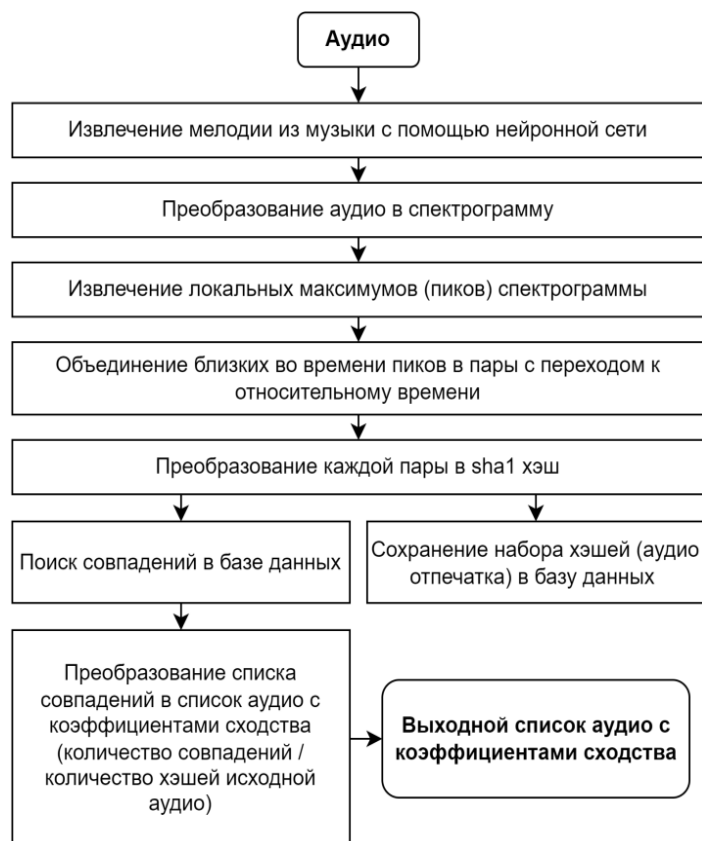 Аудио
Извлечение мелодии из музыки с помощью нейронной сети
Преобразование аудио в спектрограмму
Извлечение локальных максимумов (пиков) спектрограммы
Объединение близких во времени пиков в пары с переходом к
относительному времени
Преобразование каждой пары в sha1 хэш
Поиск совпадений в базе данных
Сохранение набора хэшей (аудио
отпечатка) в базу данных
Преобразование списка
совпадений в список аудио с
коэффициентами сходства
(количество совпадений /
количество хэшей исходной
аудио)
Выходной список аудио с
коэффициентами сходства